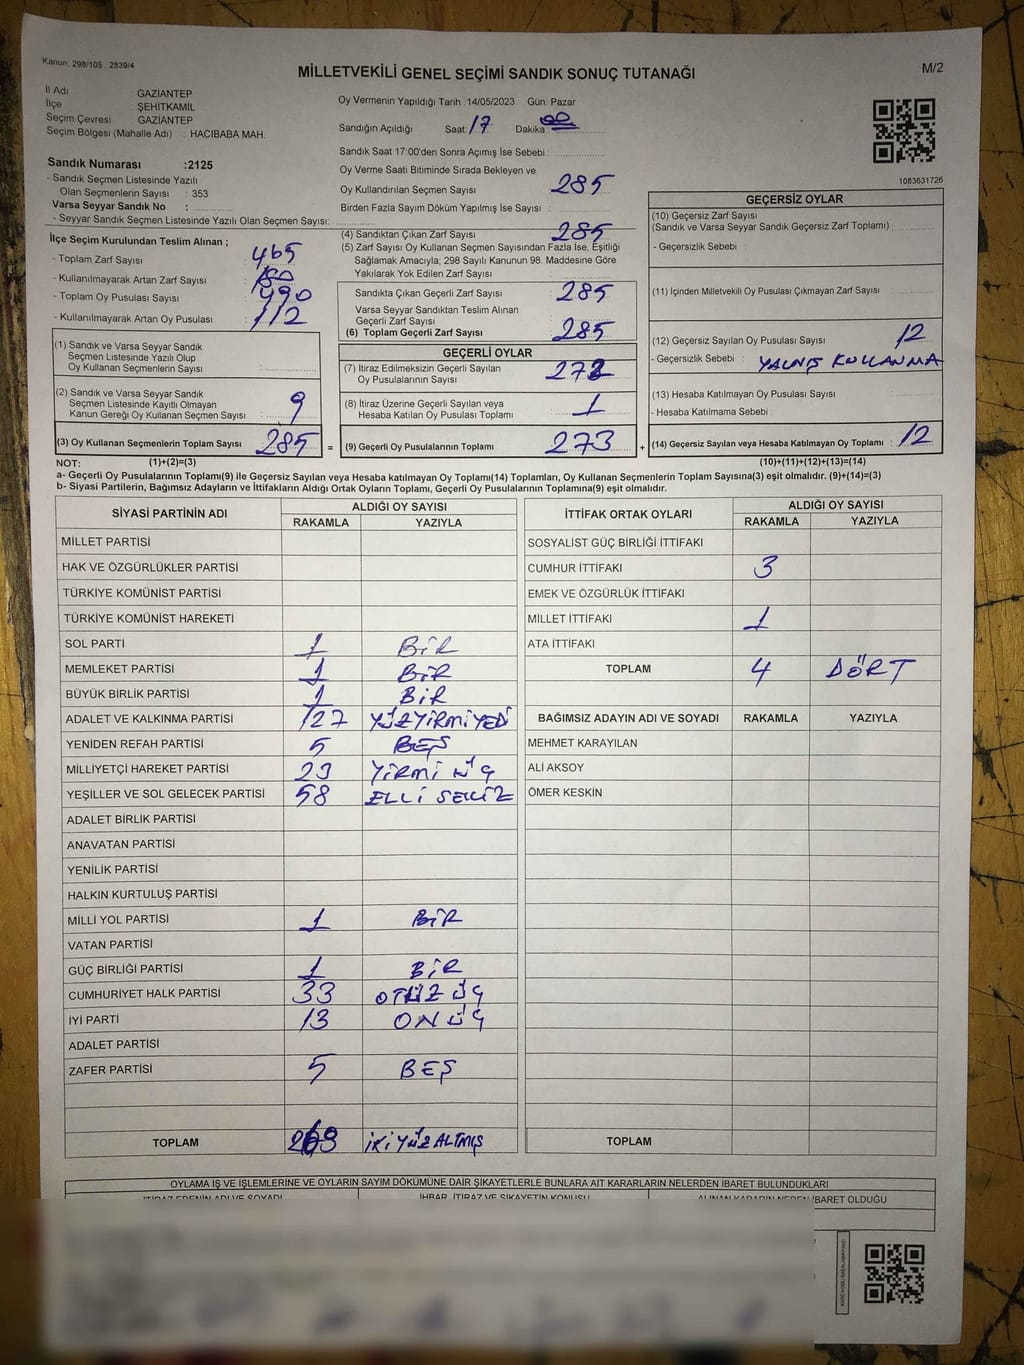 Kanun: 298/105 , 2839/4
MİLLETVEKİLİ GENEL SEÇİMİ SANDIK SONUÇ TUTANAĞI
M/2
İl Adı GAZİANTEP
İlçe ŞEHİTKAMİL
Seçim Çevresi GAZİANTEP
Seçim Bölgesi (Mahalle Adı) : HACIBABA MAH.
Oy Vermenin Yapıldığı Tarih :14/05/2023 Gün: Pazar
Sandığın Açıldığı Saat: 17 Dakika 00
Sandık Saat 17:00'den Sonra Açımış İse Sebebi :
Sandık Numarası :2125
- Sandık Seçmen Listesinde Yazılı
Olan Seçmenlerin Sayısı : 353
Varsa Seyyar Sandık No :
- Seyyar Sandık Seçmen Listesinde Yazılı Olan Seçmen Sayısı:
Oy Verme Saati Bitiminde Sırada Bekleyen ve
Oy Kullandırılan Seçmen Sayısı 285
Birden Fazla Sayım Döküm Yapılmış İse Sayısı :
1083631726
İlçe Seçim Kurulundan Teslim Alınan ;
- Toplam Zarf Sayısı 465
- Kullanılmayarak Artan Zarf Sayısı 180
- Toplam Oy Pusulası Sayısı 490
- Kullanılmayarak Artan Oy Pusulası 112
(4) Sandıktan Çıkan Zarf Sayısı 285
(5) Zarf Sayısı Oy Kullanan Seçmen Sayısından Fazla İse, Eşitliği
Sağlamak Amacıyla; 298 Sayılı Kanunun 98. Maddesine Göre
Yakılarak Yok Edilen Zarf Sayısı :
Sandıkta Çıkan Geçerli Zarf Sayısı 285
Varsa Seyyar Sandıktan Teslim Alınan
Geçerli Zarf Sayısı :
(6) Toplam Geçerli Zarf Sayısı 285
GEÇERSİZ OYLAR
(10) Geçersiz Zarf Sayısı
(Sandık ve Varsa Seyyar Sandık Geçersiz Zarf Toplamı) :
- Geçersizlik Sebebi :
(11) İçinden Milletvekili Oy Pusulası Çıkmayan Zarf Sayısı
(12) Geçersiz Sayılan Oy Pusulası Sayısı 12
- Geçersizlik Sebebi : YALNIŞ KULLANMA
(13) Hesaba Katılmayan Oy Pusulası Sayısı :
- Hesaba Katılmama Sebebi :
(14) Geçersiz Sayılan veya Hesaba Katılmayan Oy Toplamı : 12
(1) Sandık ve Varsa Seyyar Sandık
Seçmen Listesinde Yazılı Olup
Oy Kullanan Seçmenlerin Sayısı :
(2) Sandık ve Varsa Seyyar Sandık
Seçmen Listesinde Kayıtlı Olmayan
Kanun Gereği Oy Kullanan Seçmen Sayısı : 9
(3) Oy Kullanan Seçmenlerin Toplam Sayısı 285 =
GEÇERLİ OYLAR
(7) İtiraz Edilmeksizin Geçerli Sayılan
Oy Pusulalarının Sayısı 272
(8) İtiraz Üzerine Geçerli Sayılan veya
Hesaba Katılan Oy Pusulası Toplamı 1
(9) Geçerli Oy Pusulalarının Toplamı 273 +
NOT: (1)+(2)=(3)
(10)+(11)+(12)+(13)=(14)
a- Geçerli Oy Pusulalarının Toplamı(9) ile Geçersiz Sayılan veya Hesaba katılmayan Oy Toplamı(14) Toplamları, Oy Kullanan Seçmenlerin Toplam Sayısına(3) eşit olmalıdır. (9)+(14)=(3)
b- Siyasi Partilerin, Bağımsız Adayların ve İttifakların Aldığı Ortak Oyların Toplamı, Geçerli Oy Pusulalarının Toplamına(9) eşit olmalıdır.
SİYASİ PARTİNİN ADI ALDIĞI OY SAYISI
RAKAMLA YAZIYLA
MİLLET PARTİSİ
HAK VE ÖZGÜRLÜKLER PARTİSİ
TÜRKİYE KOMÜNİST PARTİSİ
TÜRKİYE KOMÜNİST HAREKETİ
SOL PARTİ 1 BİR
MEMLEKET PARTİSİ 1 BİR
BÜYÜK BİRLİK PARTİSİ 1 BİR
ADALET VE KALKINMA PARTİSİ 127 YÜZYİRMİYEDİ
YENİDEN REFAH PARTİSİ 5 BEŞ
MİLLİYETÇİ HAREKET PARTİSİ 23 YİRMİ ÜÇ
YEŞİLLER VE SOL GELECEK PARTİSİ 58 ELLİ SEKİZ
ADALET BİRLİK PARTİSİ
ANAVATAN PARTİSİ
YENİLİK PARTİSİ
HALKIN KURTULUŞ PARTİSİ
MİLLİ YOL PARTİSİ 1 BİR
VATAN PARTİSİ
GÜÇ BİRLİĞİ PARTİSİ 1 BİR
CUMHURİYET HALK PARTİSİ 33 OTUZ ÜÇ
İYİ PARTİ 13 ON ÜÇ
ADALET PARTİSİ
ZAFER PARTİSİ 5 BEŞ
TOPLAM İKİYÜZALTMIŞ
İTTİFAK ORTAK OYLARI ALDIĞI OY SAYISI
RAKAMLA YAZIYLA
SOSYALİST GÜÇ BİRLİĞİ İTTİFAKI
CUMHUR İTTİFAKI 3
EMEK VE ÖZGÜRLÜK İTTİFAKI
MİLLET İTTİFAKI 1
ATA İTTİFAKI
TOPLAM 4 DÖRT
BAĞIMSIZ ADAYIN ADI VE SOYADI RAKAMLA YAZIYLA
MEHMET KARAYILAN
ALİ AKSOY
ÖMER KESKİN
TOPLAM
OYLAMA İŞ VE İŞLEMLERİNE VE OYLARIN SAYIM DÖKÜMÜNE DAİR ŞİKAYETLERLE BUNLARA AİT KARARLARIN NELERDEN İBARET BULUNDUKLARI
İTİRAZ EDENİN ADI VE SOYADI İHBAR, İTİRAZ VE ŞİKAYETİN KONUSU ALINAN KARARIN NEDEN İBARET OLDUĞU